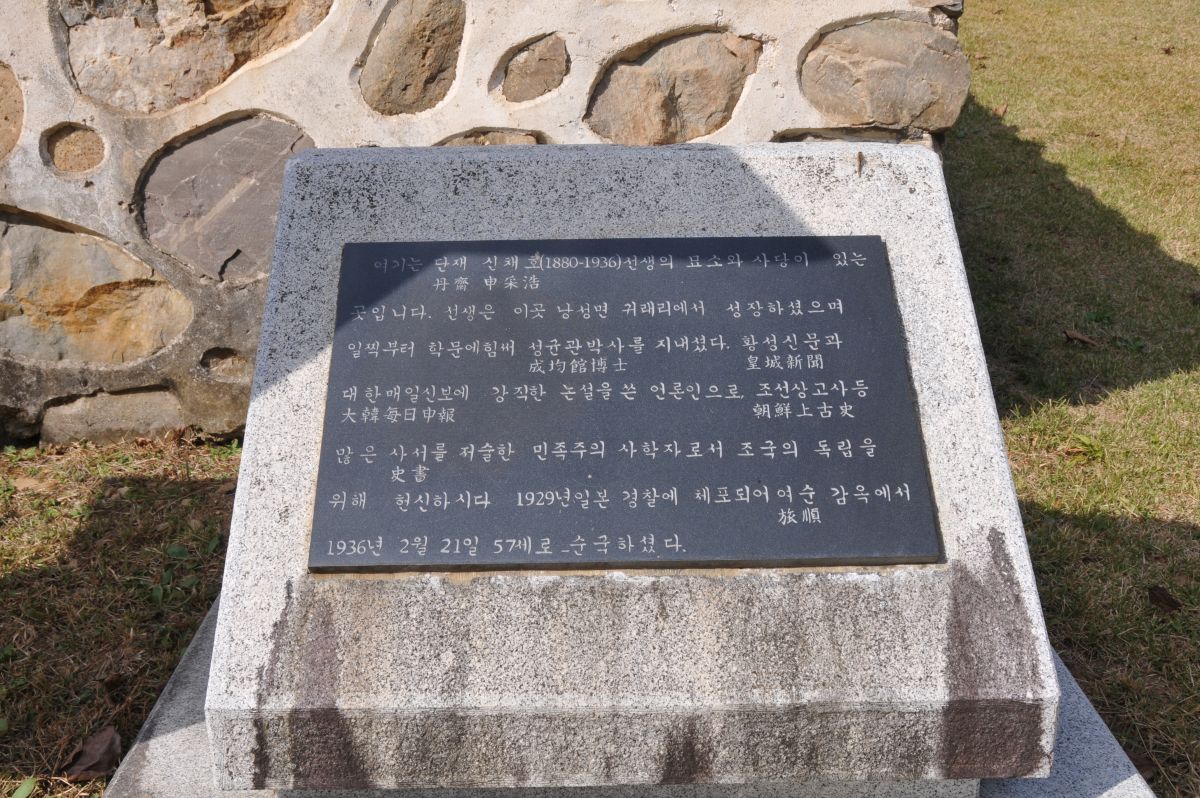 여기는 단재 신채호(1880-1936)선생의 묘소와 사당이 있는
丹齋 申采浩
곳입니다. 선생은 이곳 낭성면 귀래리에서 성장하셨으며
일찍부터 학문에힘써 성균관박사를 지내셨다. 황성신문과
成均館博士 皇城新聞
대한매일신보에 강직한 논설을 쓴 언론인으로, 조선상고사등
大韓每日申報 朝鮮上古史
많은 사서를 저술한 민족주의 사학자로서 조국의 독립을
史書
위해 헌신하시다 1929년일본 경찰에 체포되어여순 감옥에서
旅順
1936년 2월 21일 57세로 순국하셨다.